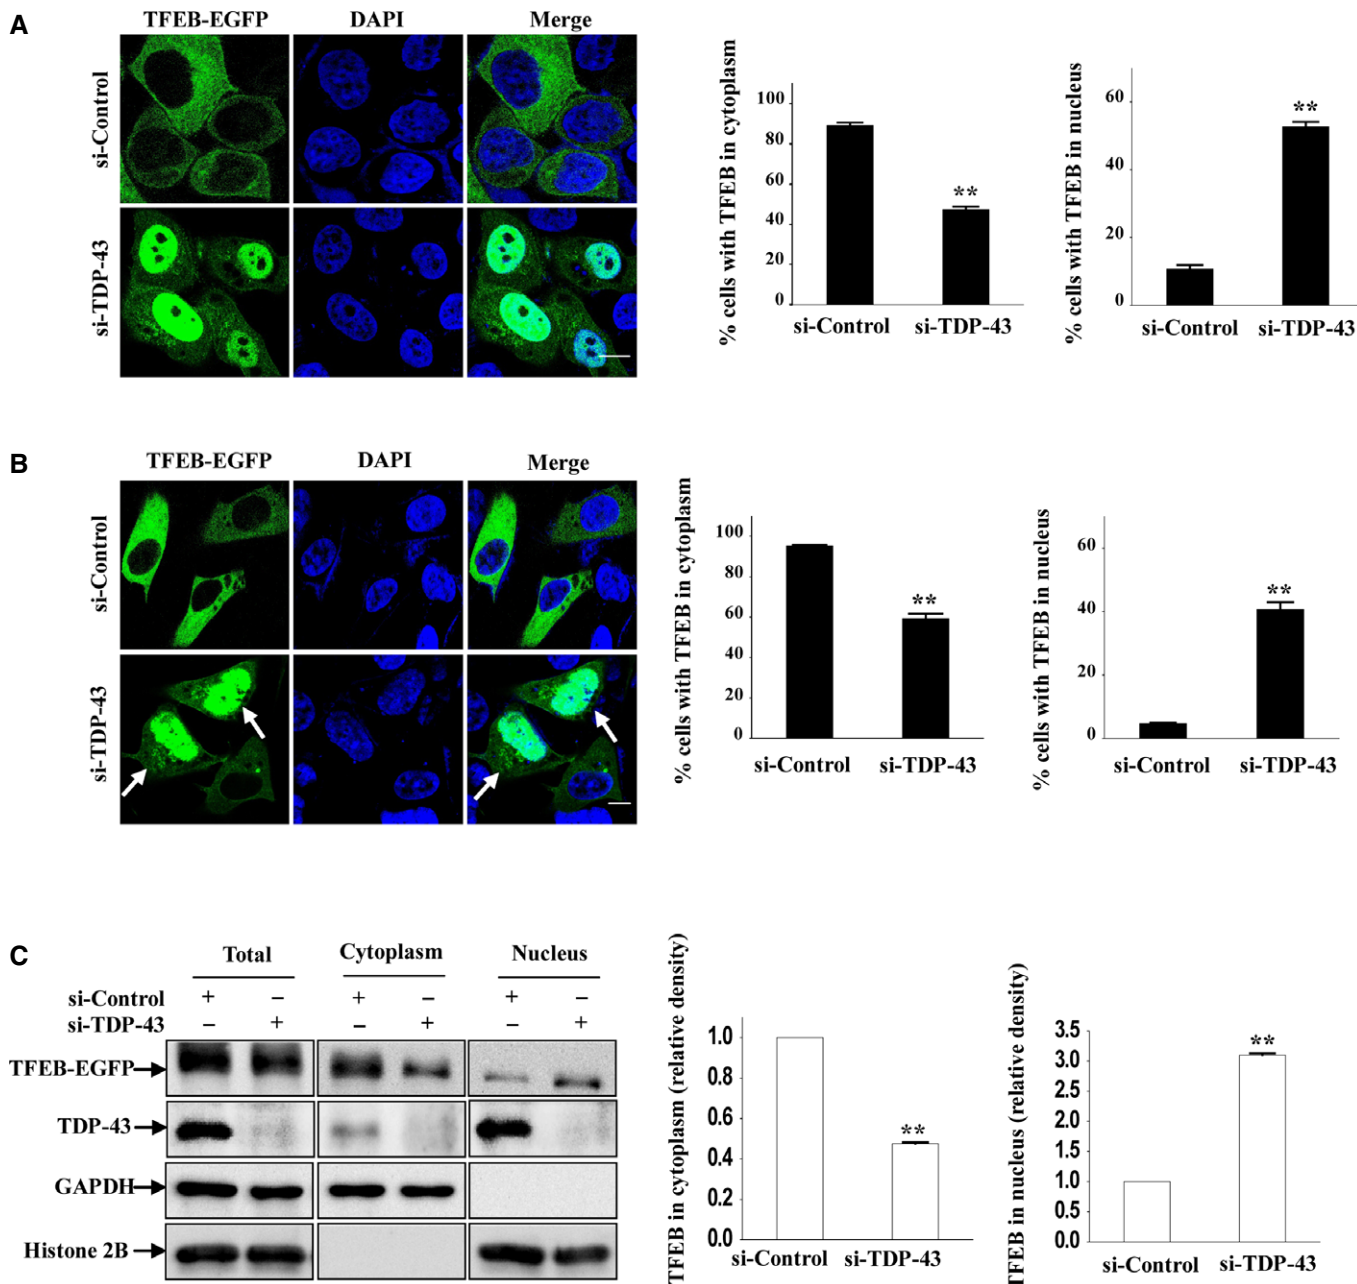 A
TFEB-EGFP DAPI Merge
si-Control
si-TDP-43
% cells with TFEB in cytoplasm
100
80
60
40
20
0
**
si-Control si-TDP-43
% cells with TFEB in nucleus
60
40
20
0
**
si-Control si-TDP-43
B
TFEB-EGFP DAPI Merge
si-Control
si-TDP-43
% cells with TFEB in cytoplasm
100
80
60
40
20
0
**
si-Control si-TDP-43
% cells with TFEB in nucleus
60
40
20
0
**
si-Control si-TDP-43
C
Total Cytoplasm Nucleus
si-Control + − + − + −
si-TDP-43 − + − + − +
TFEB-EGFP
TDP-43
GAPDH
Histone 2B
TFEB in cytoplasm (relative density)
1.0
0.8
0.6
0.4
0.2
0.0
**
si-Control si-TDP-43
TFEB in nucleus (relative density)
3.5
3.0
2.5
2.0
1.5
1.0
0.5
0.0
**
si-Control si-TDP-43